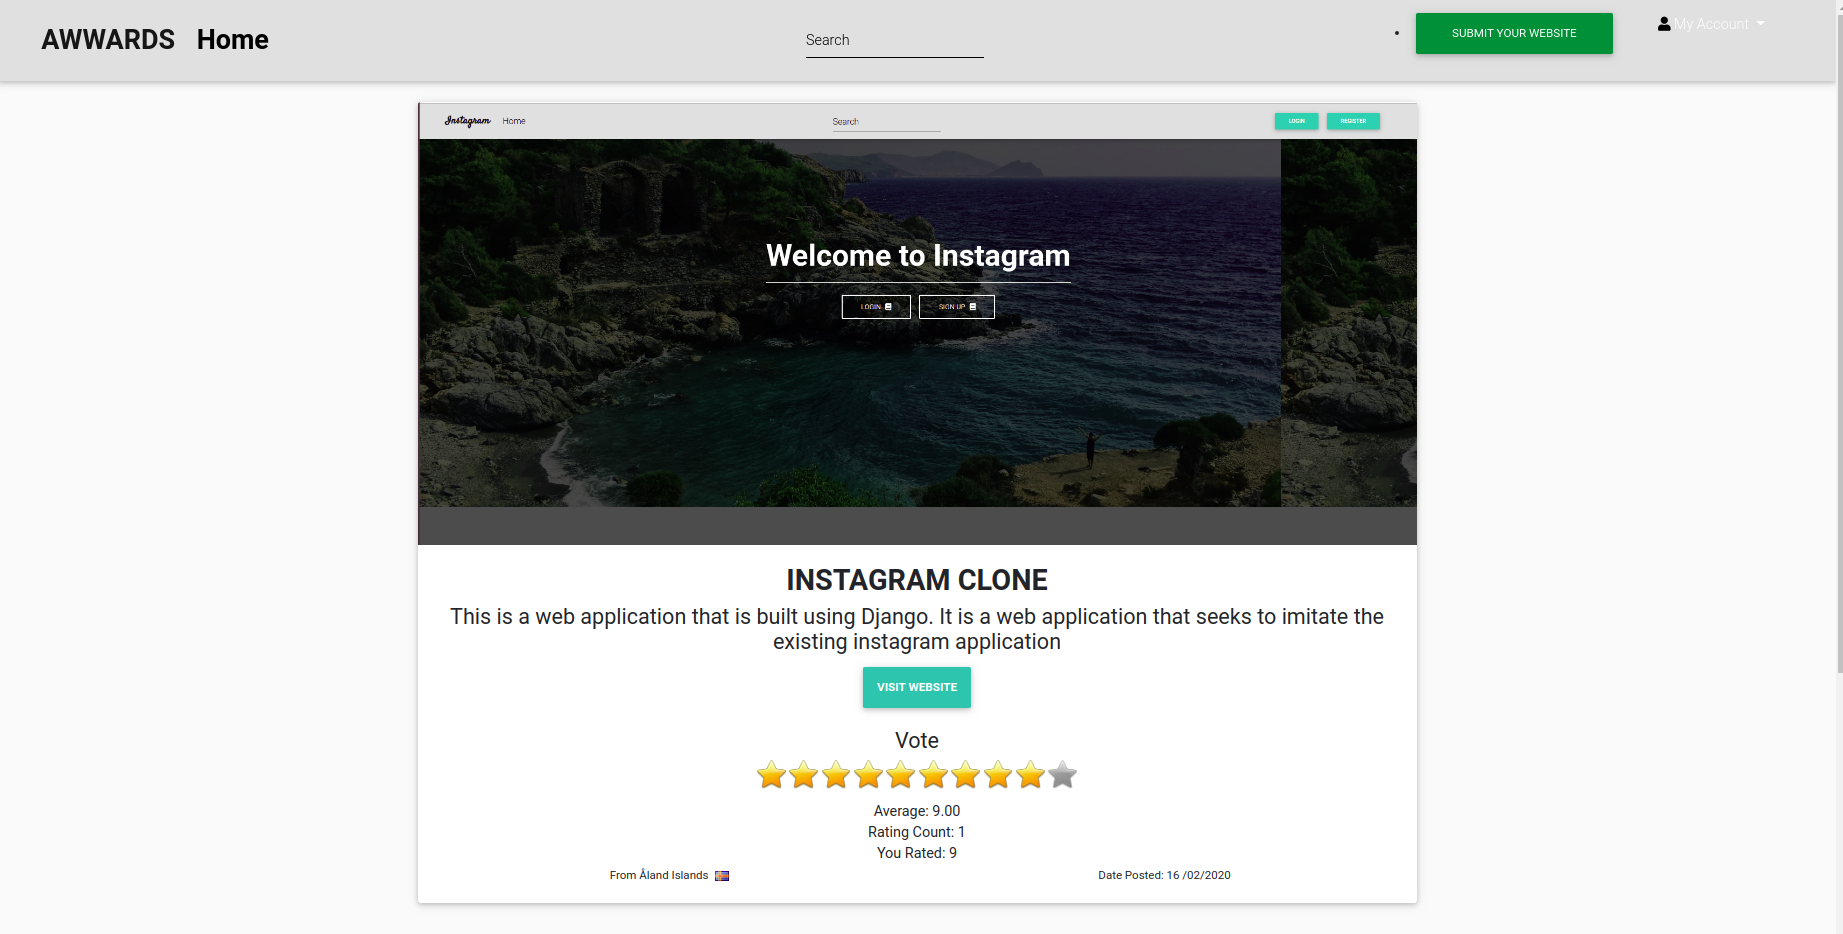 AWWARDS Home
Search
SUBMIT YOUR WEBSITE
My Account
Instagram Home
Search
LOGIN
REGISTER
Welcome to Instagram
LOGIN
SIGN UP
INSTAGRAM CLONE
This is a web application that is built using Django. It is a web application that seeks to imitate the
existing instagram application
VISIT WEBSITE
Vote
Average: 9.00
Rating Count: 1
You Rated: 9
From Åland Islands
Date Posted: 16 /02/2020